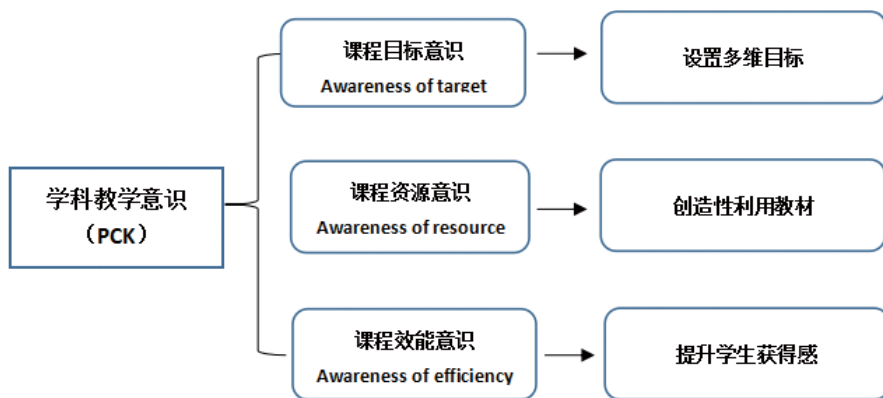 课程目标意识
Awareness of target
设置多维目标
学科教学意识
（PCK）
课程资源意识
Awareness of resource
创造性利用教材
课程效能意识
Awareness of efficiency
提升学生获得感